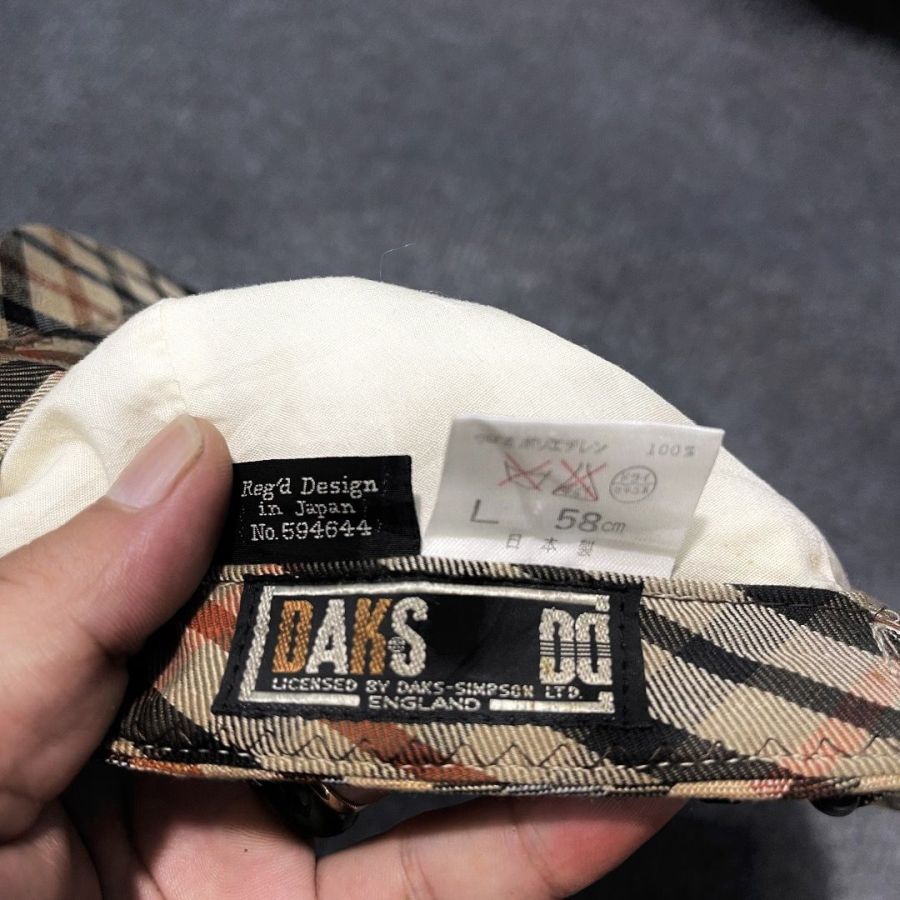 ポリエチレン 100%
L 58cm
日本製
Reg'd Design
in Japan
No. 594644
DAKS
LICENSED BY DAKS-SIMPSON LTD.
ENGLAND